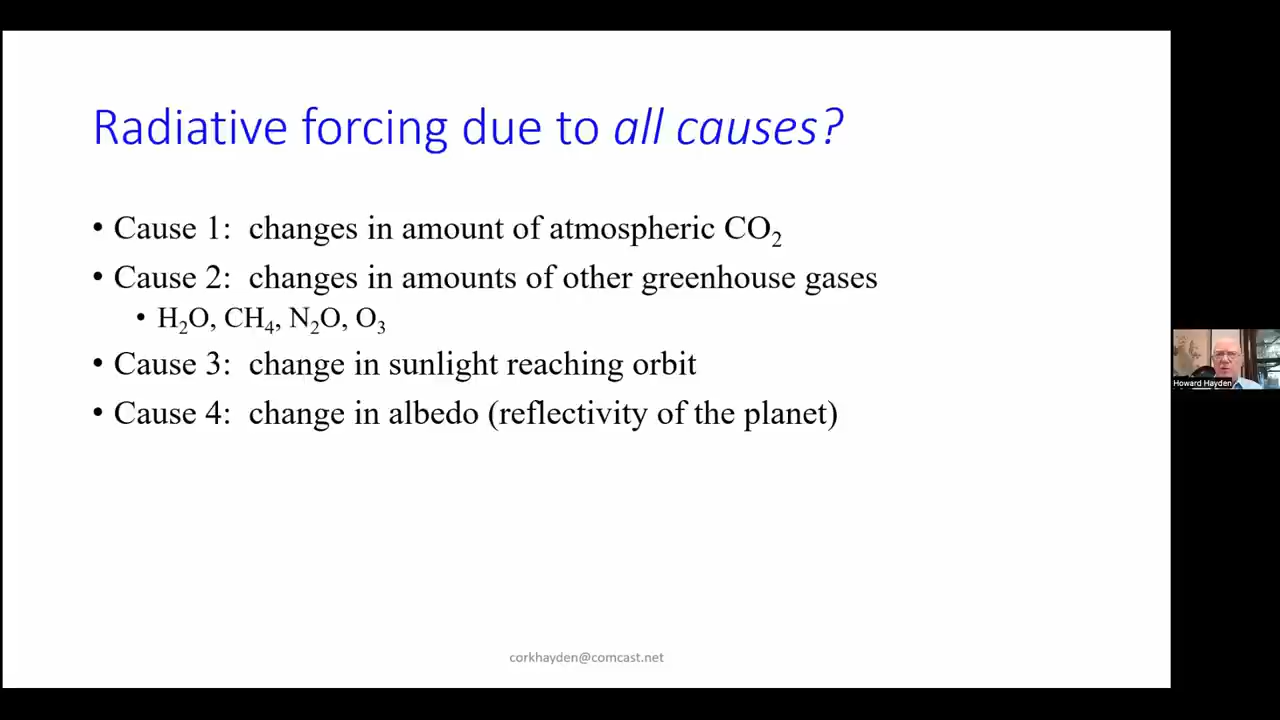 Radiative forcing due to all causes?
• Cause 1: changes in amount of atmospheric CO₂
• Cause 2: changes in amounts of other greenhouse gases
• H₂O, CH₄, N₂O, O₃
• Cause 3: change in sunlight reaching orbit
• Cause 4: change in albedo (reflectivity of the planet)
Howard Hayden
corkhayden@comcast.net